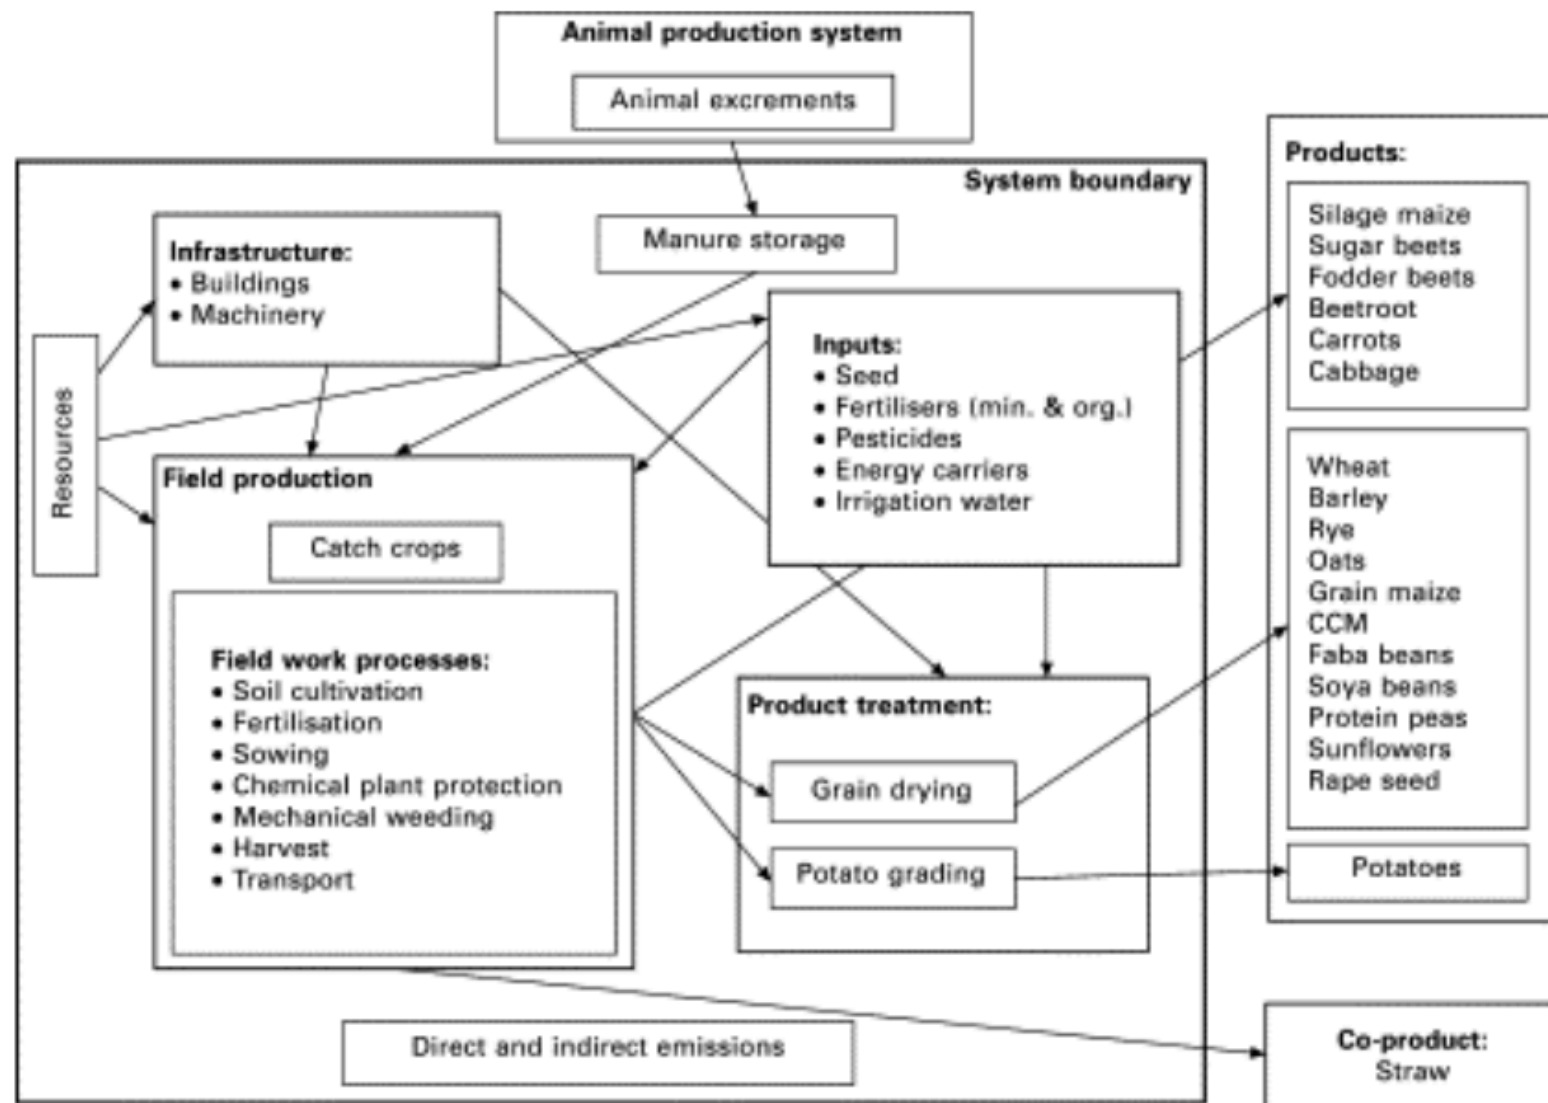 Animal production system
Animal excrements
System boundary
Manure storage
Infrastructure:
• Buildings
• Machinery
Resources
Inputs:
• Seed
• Fertilisers (min. & org.)
• Pesticides
• Energy carriers
• Irrigation water
Field production
Catch crops
Field work processes:
• Soil cultivation
• Fertilisation
• Sowing
• Chemical plant protection
• Mechanical weeding
• Harvest
• Transport
Product treatment:
Grain drying
Potato grading
Direct and indirect emissions
Products:
Silage maize
Sugar beets
Fodder beets
Beetroot
Carrots
Cabbage
Wheat
Barley
Rye
Oats
Grain maize
CCM
Faba beans
Soya beans
Protein peas
Sunflowers
Rape seed
Potatoes
Co-product:
Straw